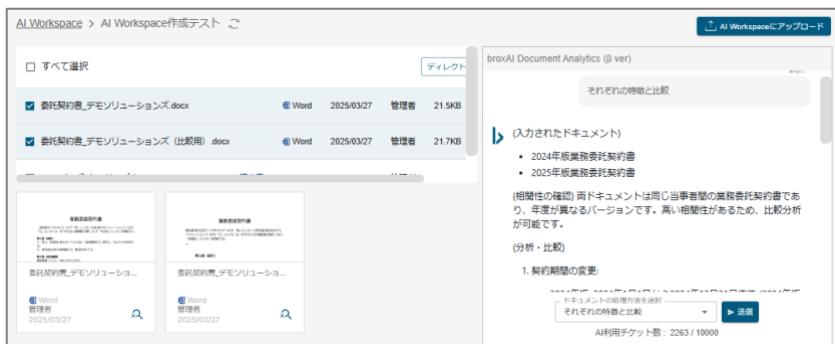 AI Workspace > AI Workspace作成テスト
AI Workspaceにアップロード
すべて選択
ディレクト
委託契約書_デモソリューションズ.docx Word 2025/03/27 管理者 21.5KB
委託契約書_デモソリューションズ（比較用）.docx Word 2025/03/27 管理者 21.7KB
業務委託契約書
委託契約書_デモソリューショ...
Word
管理者
2025/03/27
業務委託契約書
委託契約書_デモソリューショ...
Word
管理者
2025/03/27
broxAI Document Analytics (β ver)
それぞれの特徴と比較
(入力されたドキュメント)
• 2024年版業務委託契約書
• 2025年版業務委託契約書
(相関性の確認) 両ドキュメントは同じ当事者間の業務委託契約書であ
り、年度が異なるバージョンです。高い相関性があるため、比較分析
が可能です。
(分析・比較)
1. 契約期間の変更:
ドキュメントの処理方法を選択
それぞれの特徴と比較
送信
AI利用チケット数 : 2263 / 10000